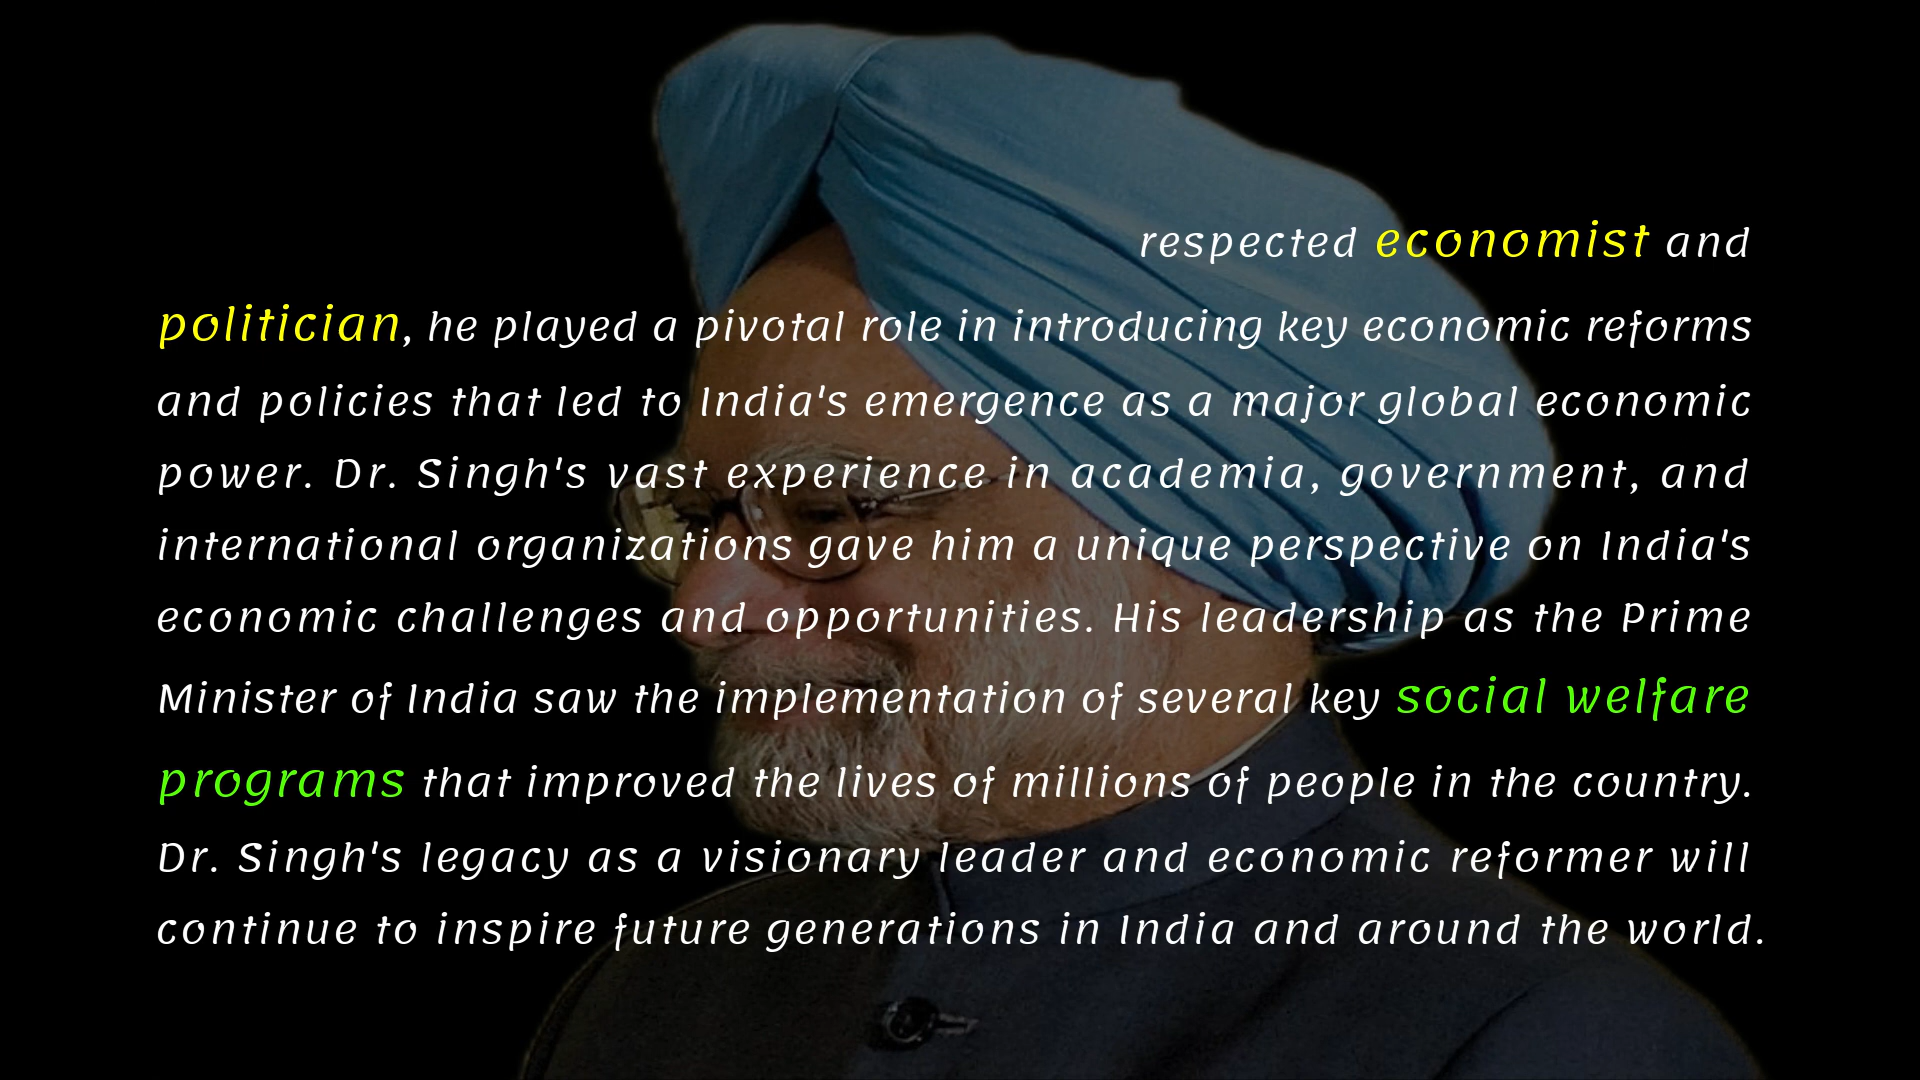 respected economist and
politician, he played a pivotal role in introducing key economic reforms
and policies that led to India's emergence as a major global economic
power. Dr. Singh's vast experience in academia, government, and
international organizations gave him a unique perspective on India's
economic challenges and opportunities. His leadership as the Prime
Minister of India saw the implementation of several key social welfare
programs that improved the lives of millions of people in the country.
Dr. Singh's legacy as a visionary leader and economic reformer will
continue to inspire future generations in India and around the world.